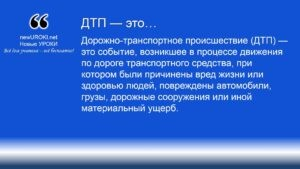 newUROKI.net
Новые УРОКИ
Всё для учителя – всё бесплатно!
ДТП — это…
Дорожно-транспортное происшествие (ДТП) —
это событие, возникшее в процессе движения
по дороге транспортного средства, при
котором были причинены вред жизни или
здоровью людей, повреждены автомобили,
грузы, дорожные сооружения или иной
материальный ущерб.